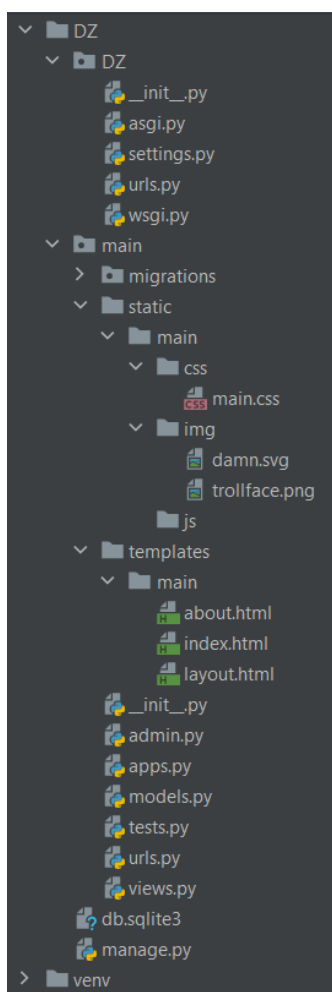 DZ
DZ
__init__.py
asgi.py
settings.py
urls.py
wsgi.py
main
migrations
static
main
css
main.css
img
damn.svg
trollface.png
js
templates
main
about.html
index.html
layout.html
__init__.py
admin.py
apps.py
models.py
tests.py
urls.py
views.py
db.sqlite3
manage.py
venv